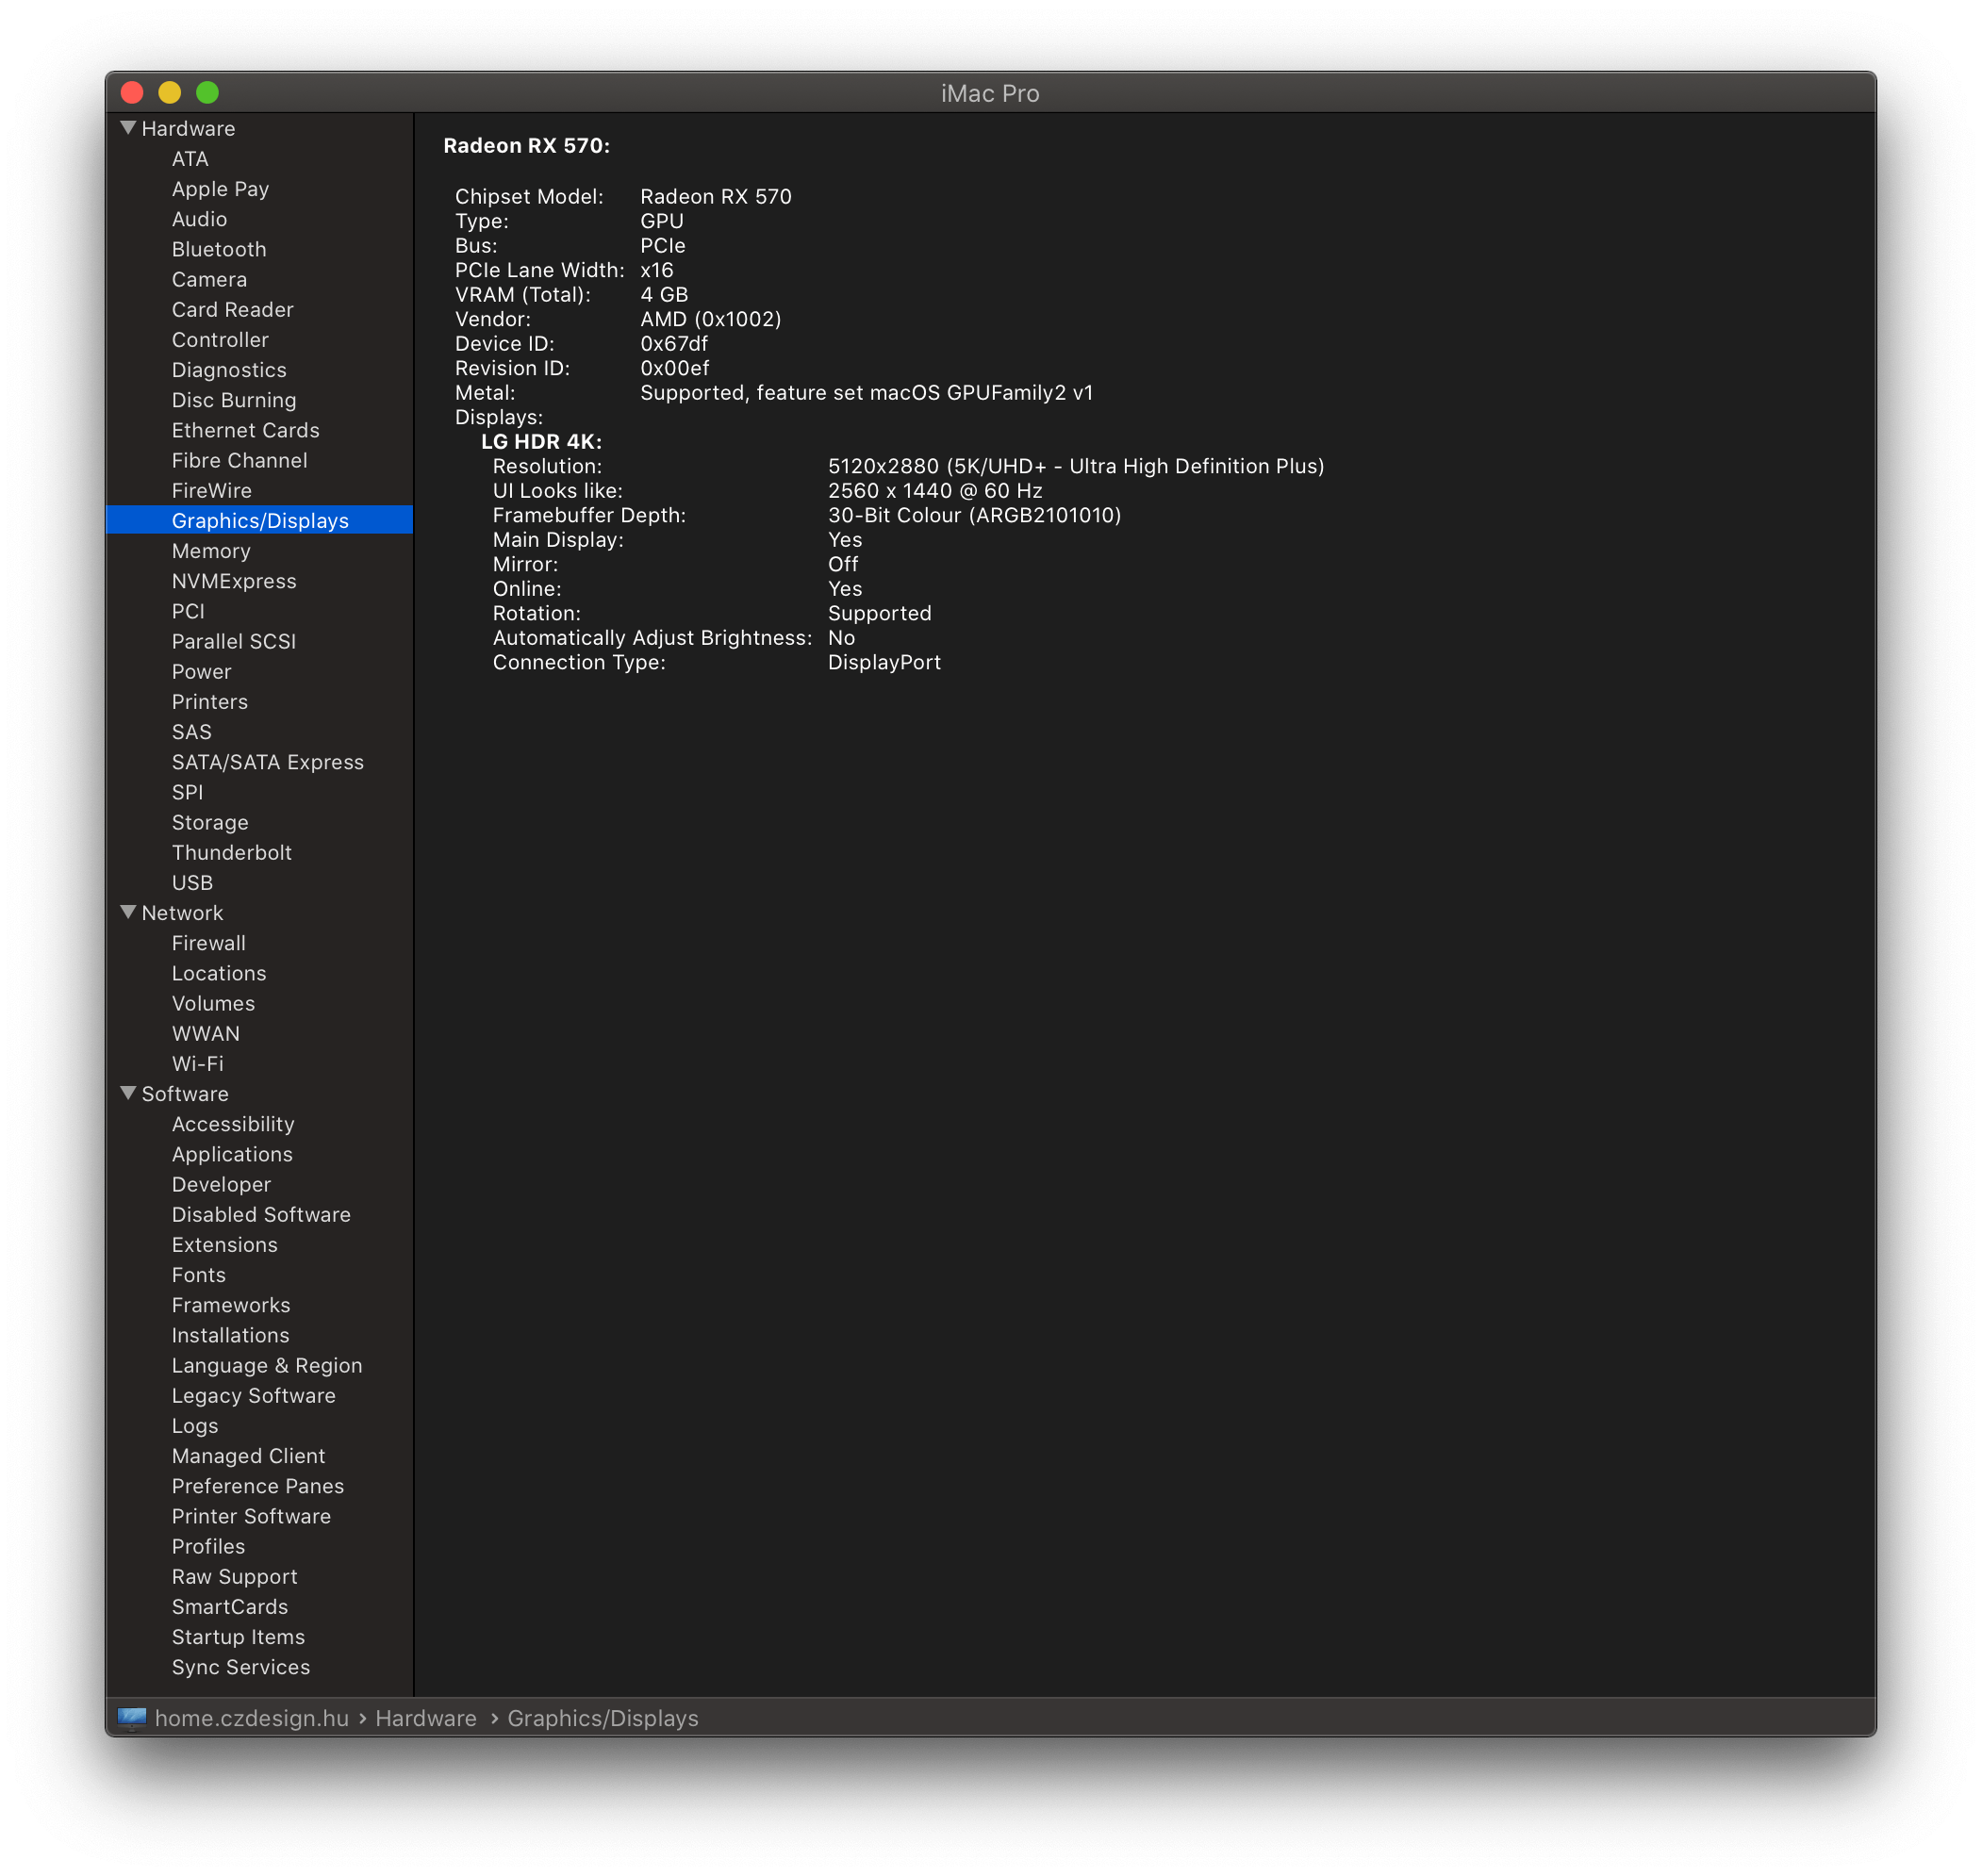 iMac Pro
Hardware
ATA
Apple Pay
Audio
Bluetooth
Camera
Card Reader
Controller
Diagnostics
Disc Burning
Ethernet Cards
Fibre Channel
FireWire
Graphics/Displays
Memory
NVMExpress
PCI
Parallel SCSI
Power
Printers
SAS
SATA/SATA Express
SPI
Storage
Thunderbolt
USB
Network
Firewall
Locations
Volumes
WWAN
Wi-Fi
Software
Accessibility
Applications
Developer
Disabled Software
Extensions
Fonts
Frameworks
Installations
Language & Region
Legacy Software
Logs
Managed Client
Preference Panes
Printer Software
Profiles
Raw Support
SmartCards
Startup Items
Sync Services
Radeon RX 570:
Chipset Model: Radeon RX 570
Type: GPU
Bus: PCIe
PCIe Lane Width: x16
VRAM (Total): 4 GB
Vendor: AMD (0x1002)
Device ID: 0x67df
Revision ID: 0x00ef
Metal: Supported, feature set macOS GPUFamily2 v1
Displays:
LG HDR 4K:
Resolution: 5120x2880 (5K/UHD+ - Ultra High Definition Plus)
UI Looks like: 2560 x 1440 @ 60 Hz
Framebuffer Depth: 30-Bit Colour (ARGB2101010)
Main Display: Yes
Mirror: Off
Online: Yes
Rotation: Supported
Automatically Adjust Brightness: No
Connection Type: DisplayPort
home.czdesign.hu › Hardware › Graphics/Displays